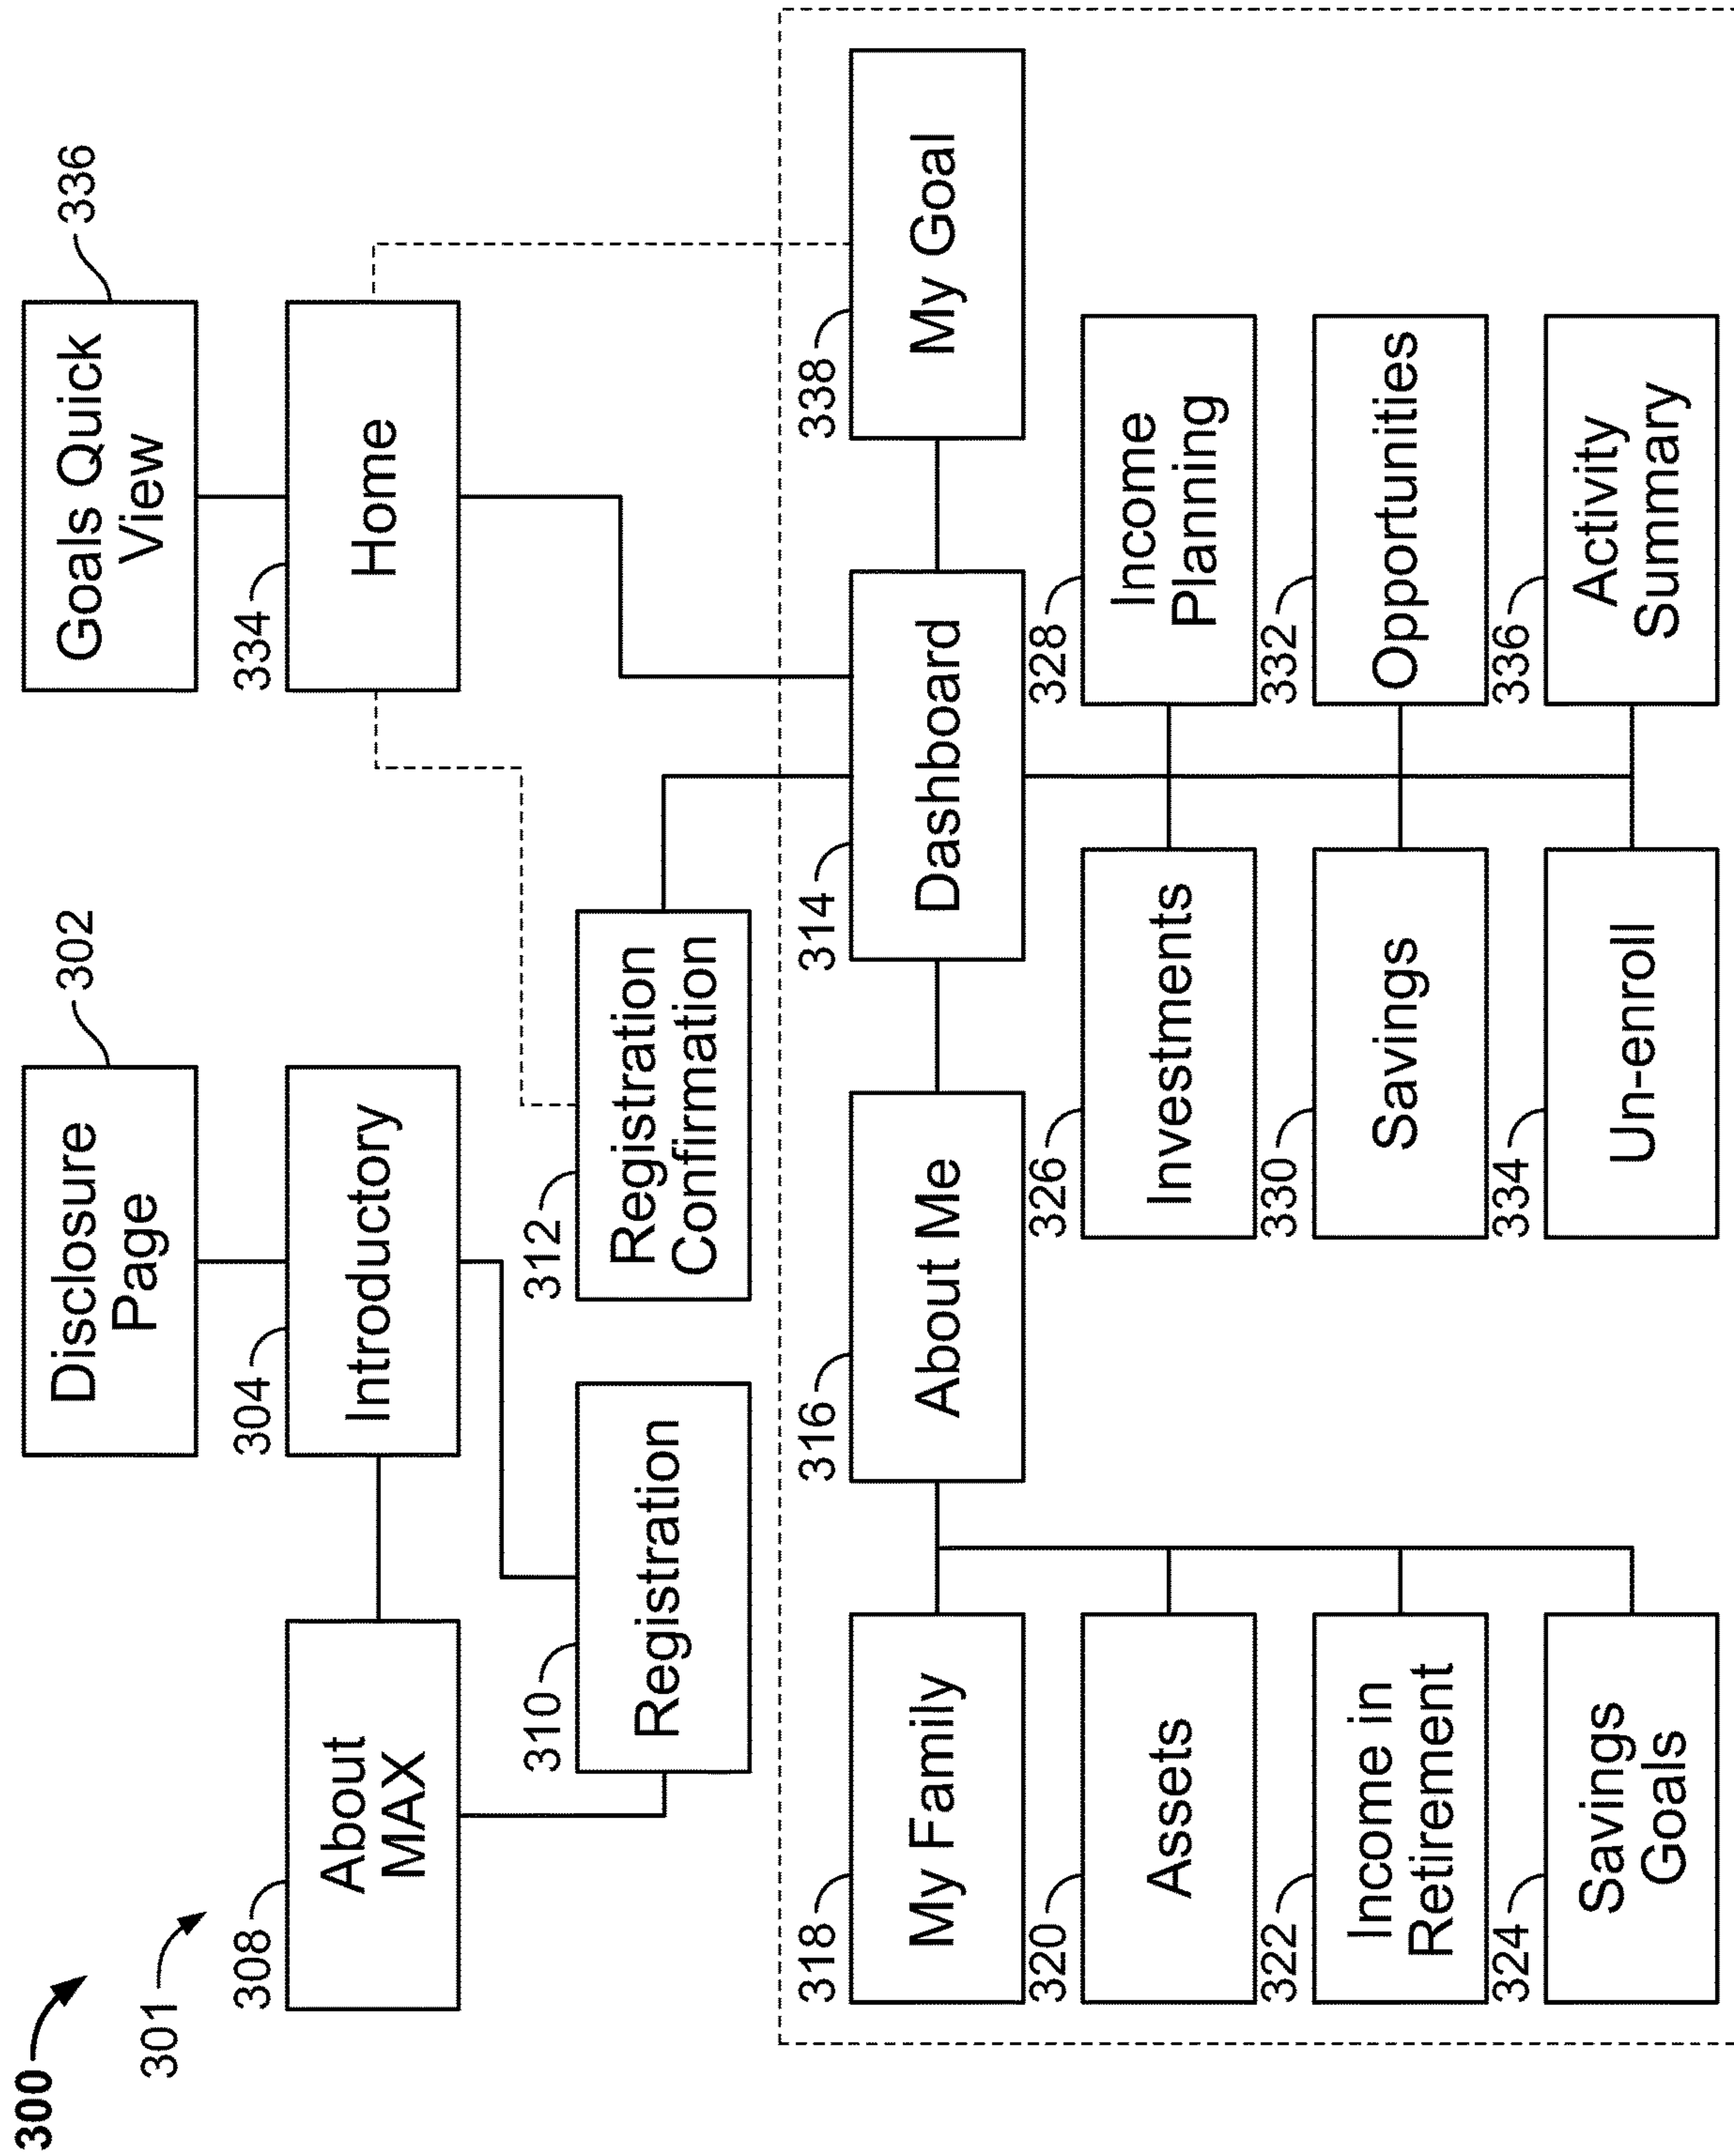 300
301
Disclosure
Page
302
Goals Quick
View
336
308
About
MAX
304
Introductory
334
Home
310
Registration
312
Registration
Confirmation
318
My Family
316
About Me
314
Dashboard
338
My Goal
320
Assets
326
Investments
328
Income
Planning
322
Income in
Retirement
330
Savings
332
Opportunities
324
Savings
Goals
334
Un-enroll
336
Activity
Summary